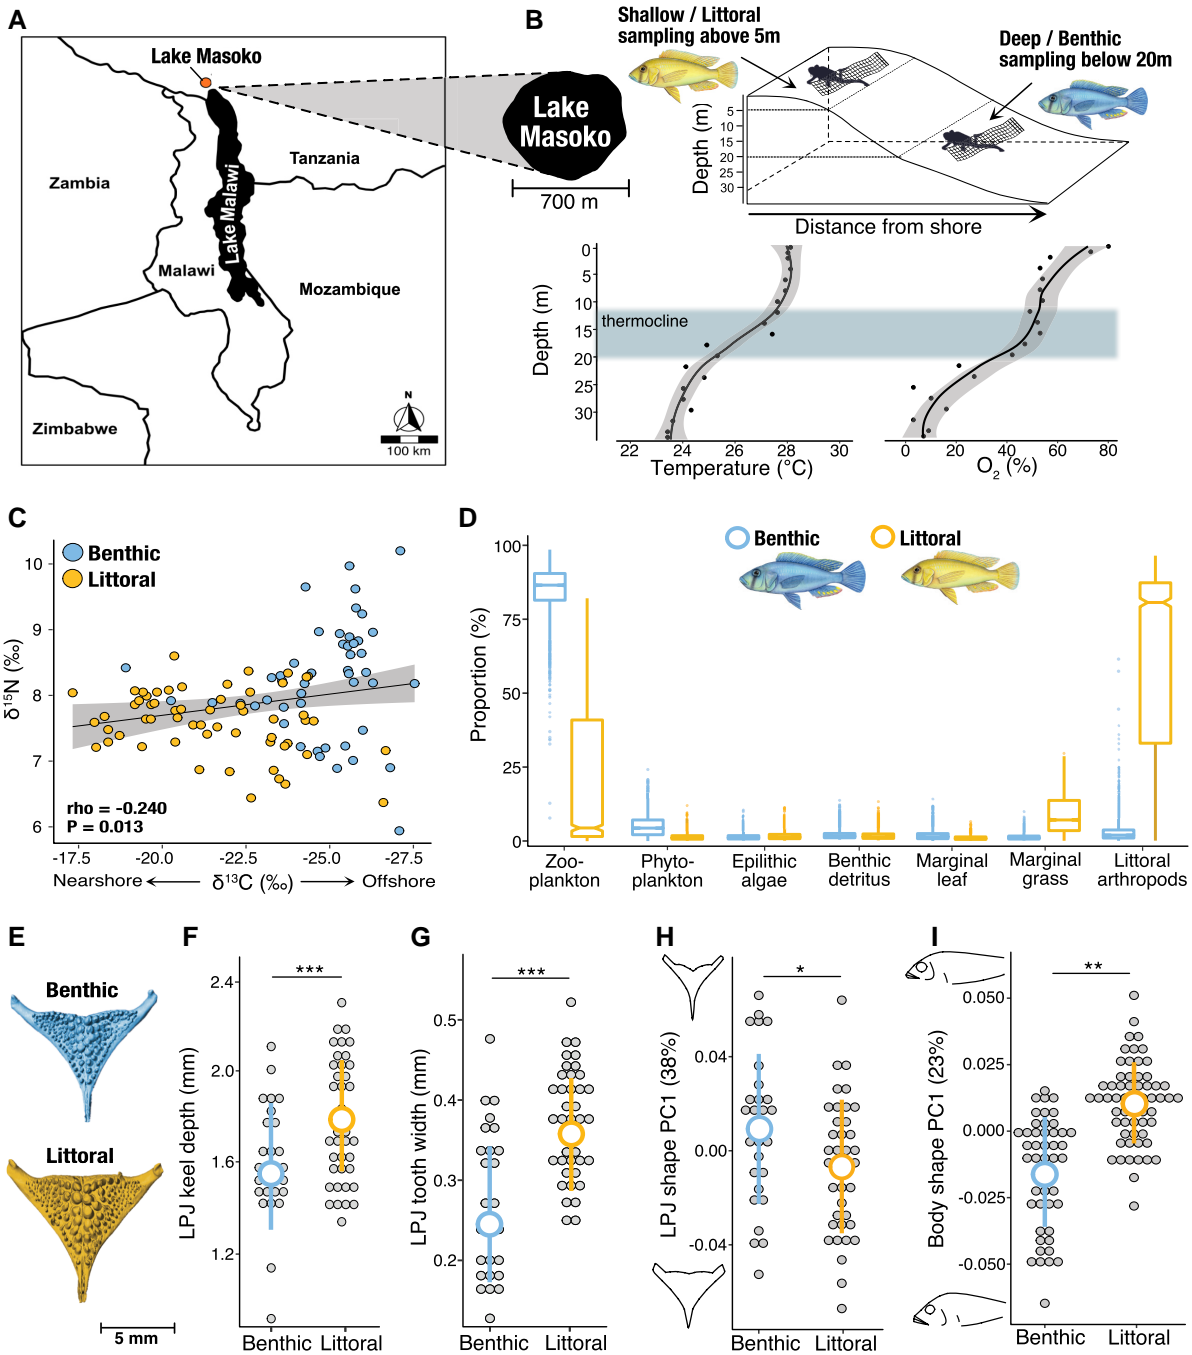 A
Lake Masoko
Zambia
Tanzania
Lake Malawi
Malawi
Mozambique
Zimbabwe
N
100 km
Lake
Masoko
700 m
B
Shallow / Littoral
sampling above 5m
Deep / Benthic
sampling below 20m
Depth (m)
5
10
15
20
25
30
Distance from shore
Depth (m)
0
5
10
15
20
25
30
thermocline
22 24 26 28 30
Temperature (°C)
0 20 40 60 80
O2 (%)
C
Benthic
Littoral
δ15N (‰)
10
9
8
7
6
rho = -0.240
P = 0.013
-17.5 -20.0 -22.5 -25.0 -27.5
Nearshore δ13C (‰) Offshore
D
Benthic
Littoral
Proportion (%)
100
75
50
25
0
Zoo-
plankton
Phyto-
plankton
Epilithic
algae
Benthic
detritus
Marginal
leaf
Marginal
grass
Littoral
arthropods
E
Benthic
Littoral
5 mm
F
***
LPJ keel depth (mm)
2.4
2.0
1.6
1.2
Benthic Littoral
G
***
LPJ tooth width (mm)
0.5
0.4
0.3
0.2
Benthic Littoral
H
*
LPJ shape PC1 (38%)
0.04
0.00
-0.04
Benthic Littoral
I
**
Body shape PC1 (23%)
0.050
0.025
0.000
-0.025
-0.050
Benthic Littoral